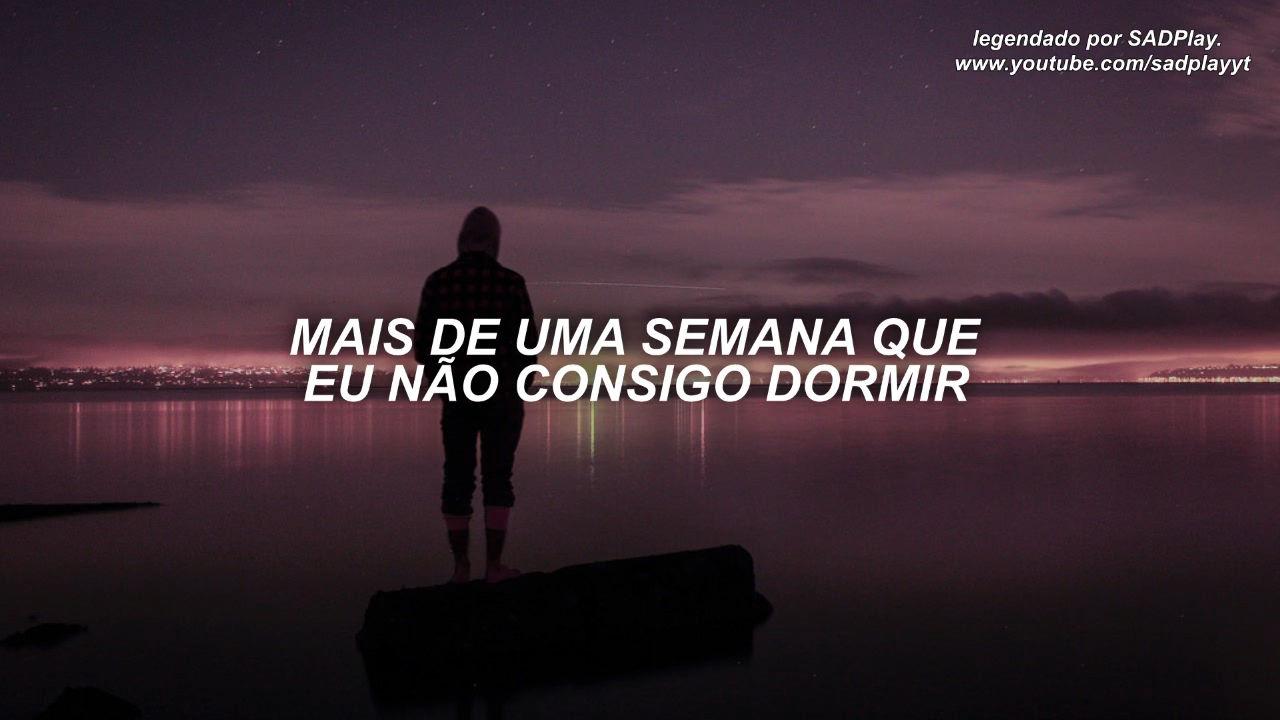 legendado por SADPlay.
www.youtube.com/sadplayyt
MAIS DE UMA SEMANA QUE
EU NÃO CONSIGO DORMIR